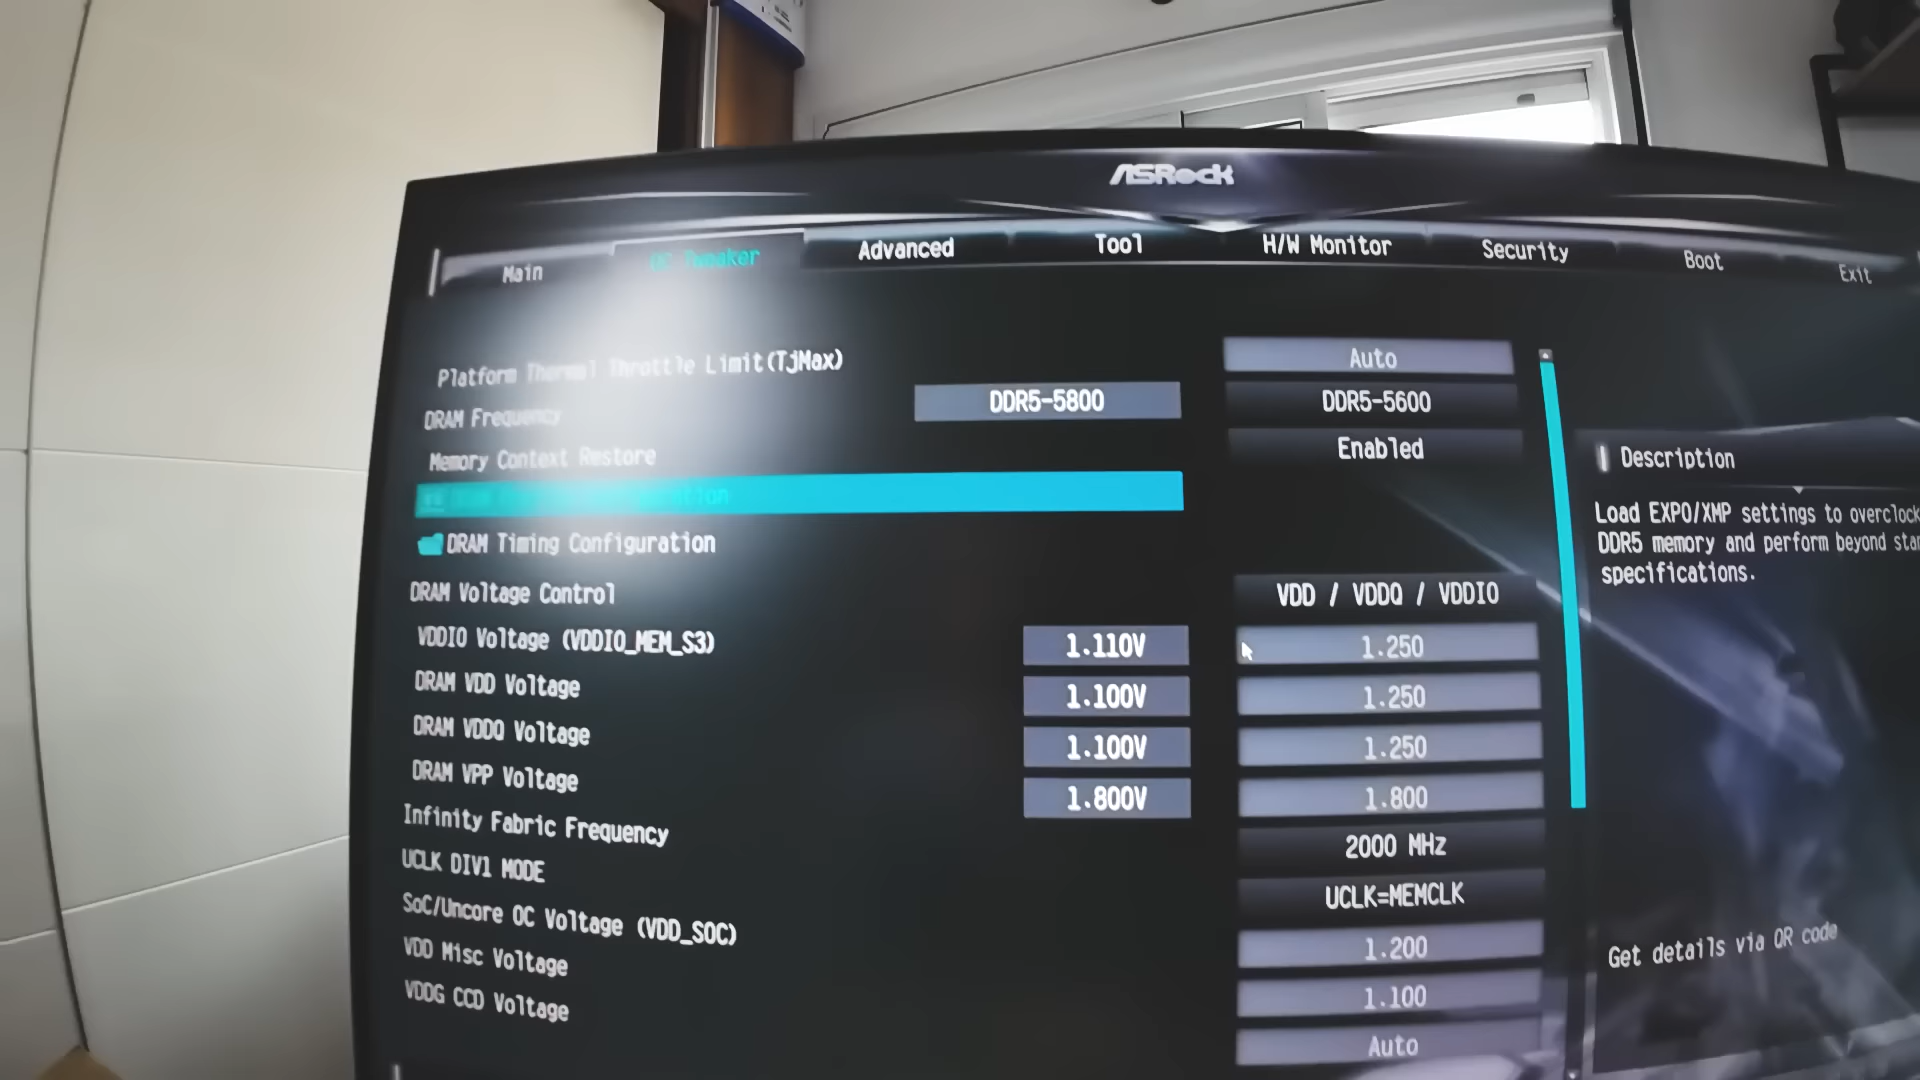 ASRock
Main OC Tweaker Advanced Tool H/W Monitor Security Boot Exit
Platform Thermal Throttle Limit(TjMax) Auto
DRAM Frequency DDR5-5800 DDR5-5600
Memory Context Restore Enabled
DRAM Timing Configuration
DRAM Voltage Control VDD / VDDQ / VDDIO
VDDIO Voltage (VDDIO_MEM_S3) 1.110V 1.250
DRAM VDD Voltage 1.100V 1.250
DRAM VDDQ Voltage 1.100V 1.250
DRAM VPP Voltage 1.800V 1.800
Infinity Fabric Frequency 2000 MHz
UCLK DIV1 MODE UCLK=MEMCLK
SoC/Uncore OC Voltage (VDD_SOC) 1.200
VDD Misc Voltage 1.100
VDDG CCD Voltage Auto
Description
Load EXPO/XMP settings to overclock
DDR5 memory and perform beyond
specifications.
Get details via QR code